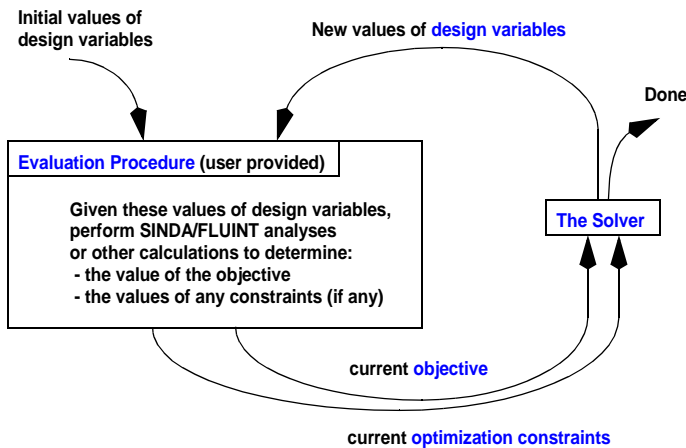 Initial values of
design variables
New values of design variables
Done
Evaluation Procedure (user provided)
Given these values of design variables,
perform SINDA/FLUINT analyses
or other calculations to determine:
- the value of the objective
- the values of any constraints (if any)
The Solver
current objective
current optimization constraints